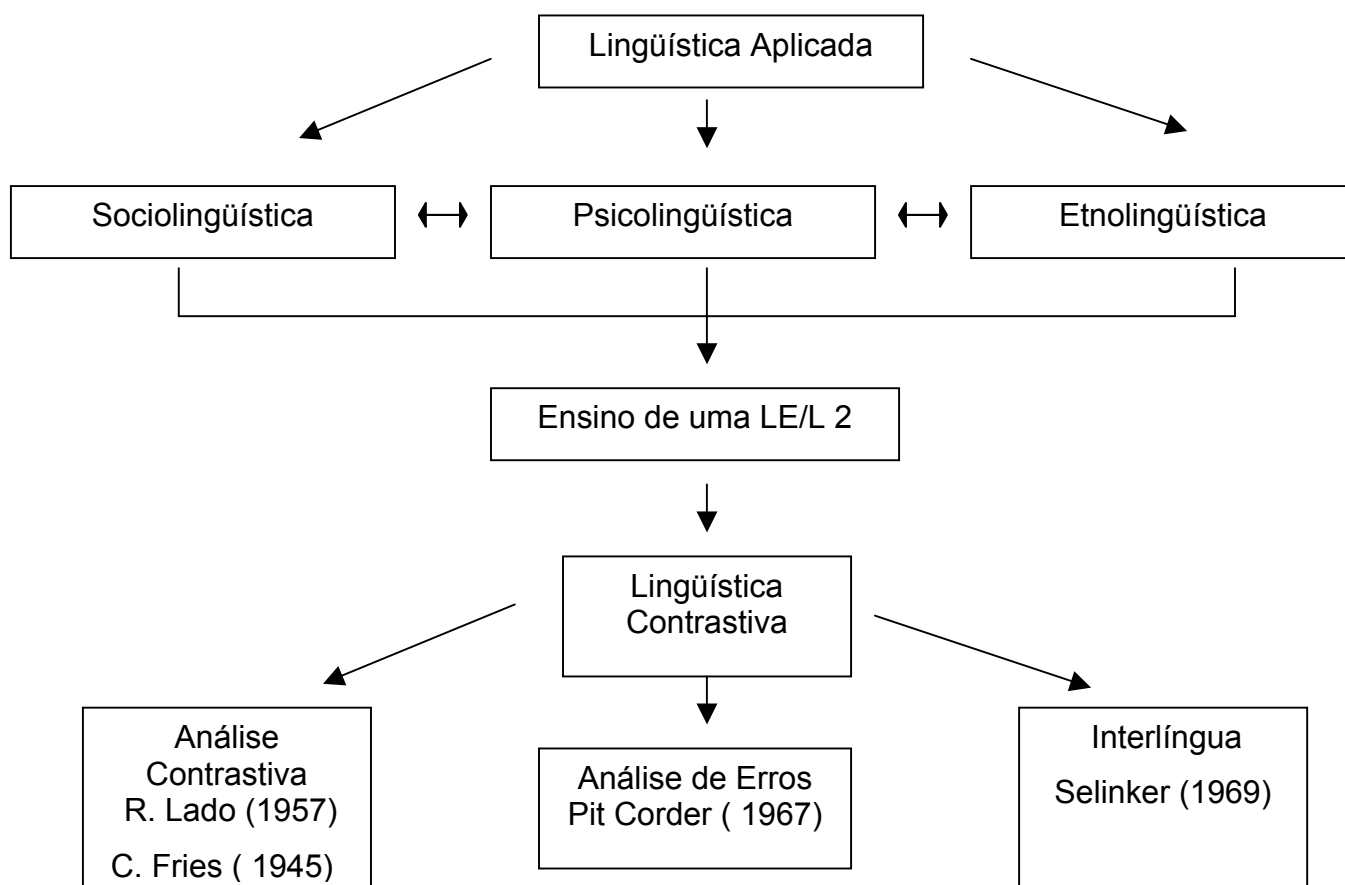 Lingüística Aplicada
Sociolingüística
Psicolingüística
Etnolingüística
Ensino de uma LE/L 2
Lingüística
Contrastiva
Análise
Contrastiva
R. Lado (1957)
C. Fries ( 1945)
Análise de Erros
Pit Corder ( 1967)
Interlíngua
Selinker (1969)